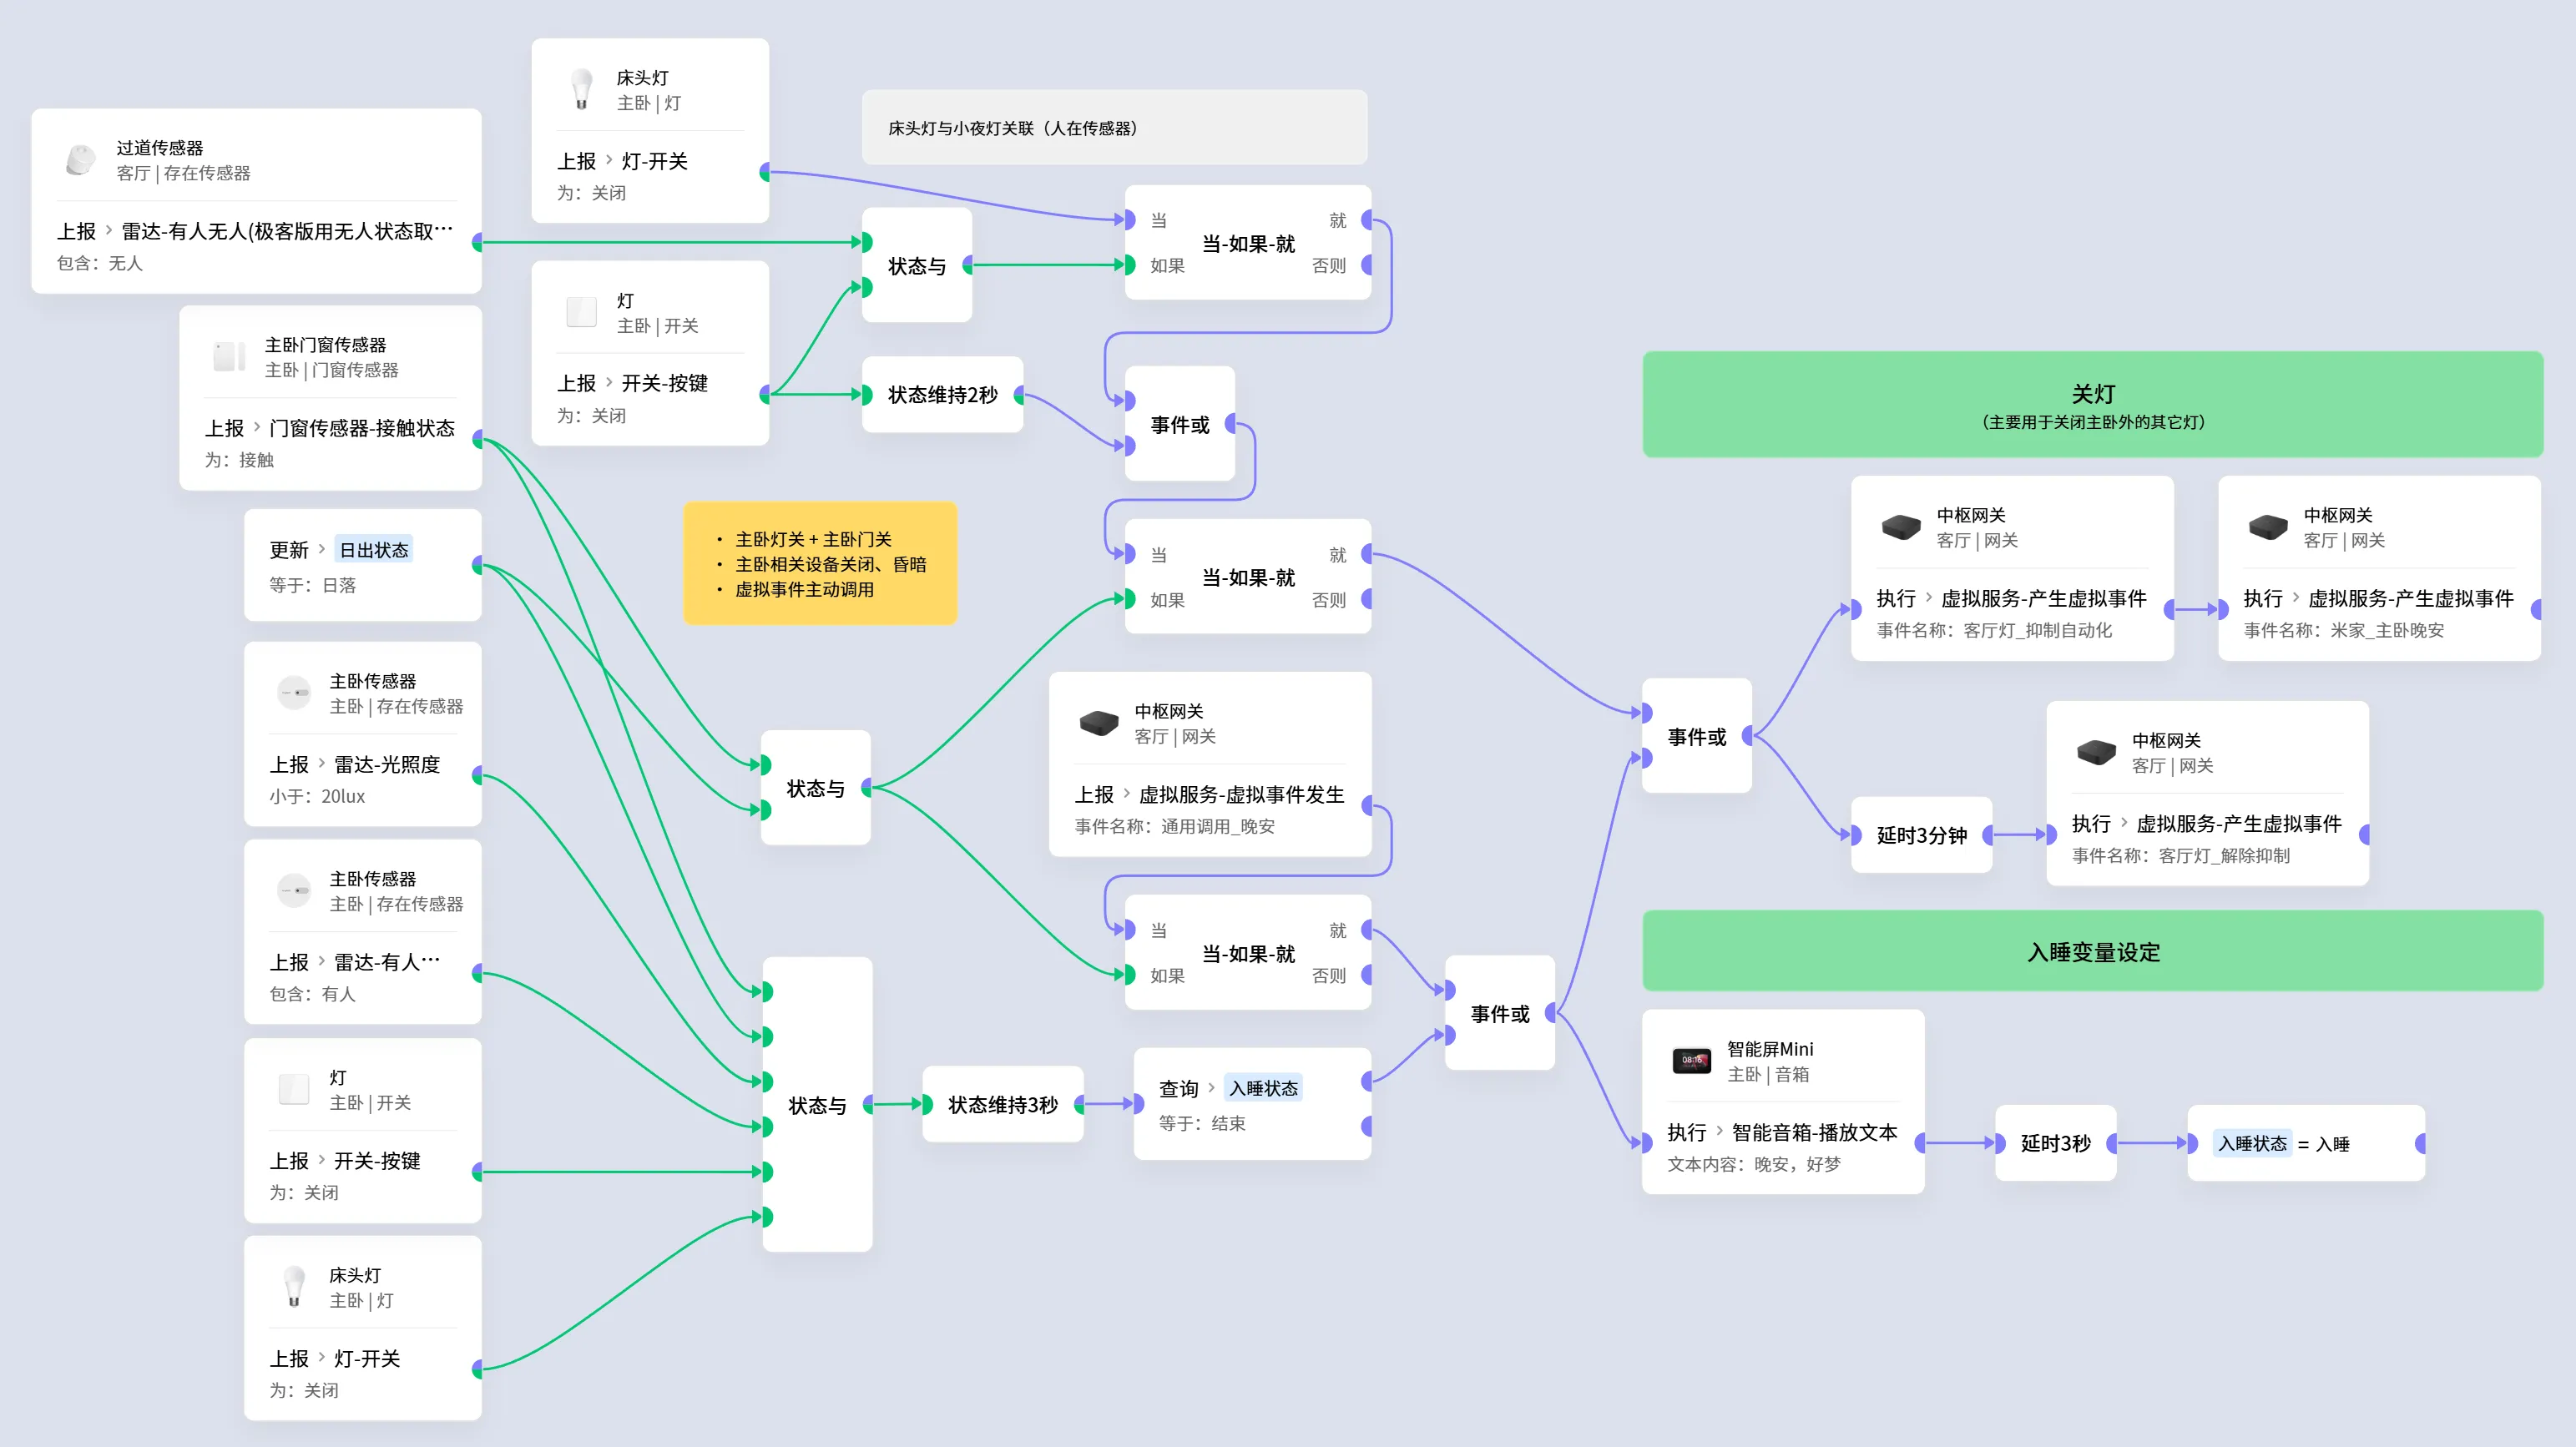 床头灯
主卧 | 灯
上报 › 灯-开关
为：关闭
过道传感器
客厅 | 存在传感器
上报 › 雷达-有人无人(极客版用无人状态取···
包含：无人
床头灯与小夜灯关联（人在传感器）
当
如果
当-如果-就
就
否则
状态与
灯
主卧 | 开关
上报 › 开关-按键
为：关闭
主卧门窗传感器
主卧 | 门窗传感器
上报 › 门窗传感器-接触状态
为：接触
状态维持2秒
事件或
关灯
（主要用于关闭主卧外的其它灯）
更新 › 日出状态
等于：日落
• 主卧灯关 + 主卧门关
• 主卧相关设备关闭、昏暗
• 虚拟事件主动调用
当
如果
当-如果-就
就
否则
中枢网关
客厅 | 网关
执行 › 虚拟服务-产生虚拟事件
事件名称：客厅灯_抑制自动化
中枢网关
客厅 | 网关
执行 › 虚拟服务-产生虚拟事件
事件名称：米家_主卧晚安
主卧传感器
主卧 | 存在传感器
上报 › 雷达-光照度
小于：20lux
状态与
中枢网关
客厅 | 网关
上报 › 虚拟服务-虚拟事件发生
事件名称：通用调用_晚安
事件或
延时3分钟
中枢网关
客厅 | 网关
执行 › 虚拟服务-产生虚拟事件
事件名称：客厅灯_解除抑制
主卧传感器
主卧 | 存在传感器
上报 › 雷达-有人···
包含：有人
当
如果
当-如果-就
就
否则
事件或
入睡变量设定
灯
主卧 | 开关
上报 › 开关-按键
为：关闭
状态与
状态维持3秒
查询 › 入睡状态
等于：结束
08:16
智能屏Mini
主卧 | 音箱
执行 › 智能音箱-播放文本
文本内容：晚安，好梦
延时3秒
入睡状态 = 入睡
床头灯
主卧 | 灯
上报 › 灯-开关
为：关闭